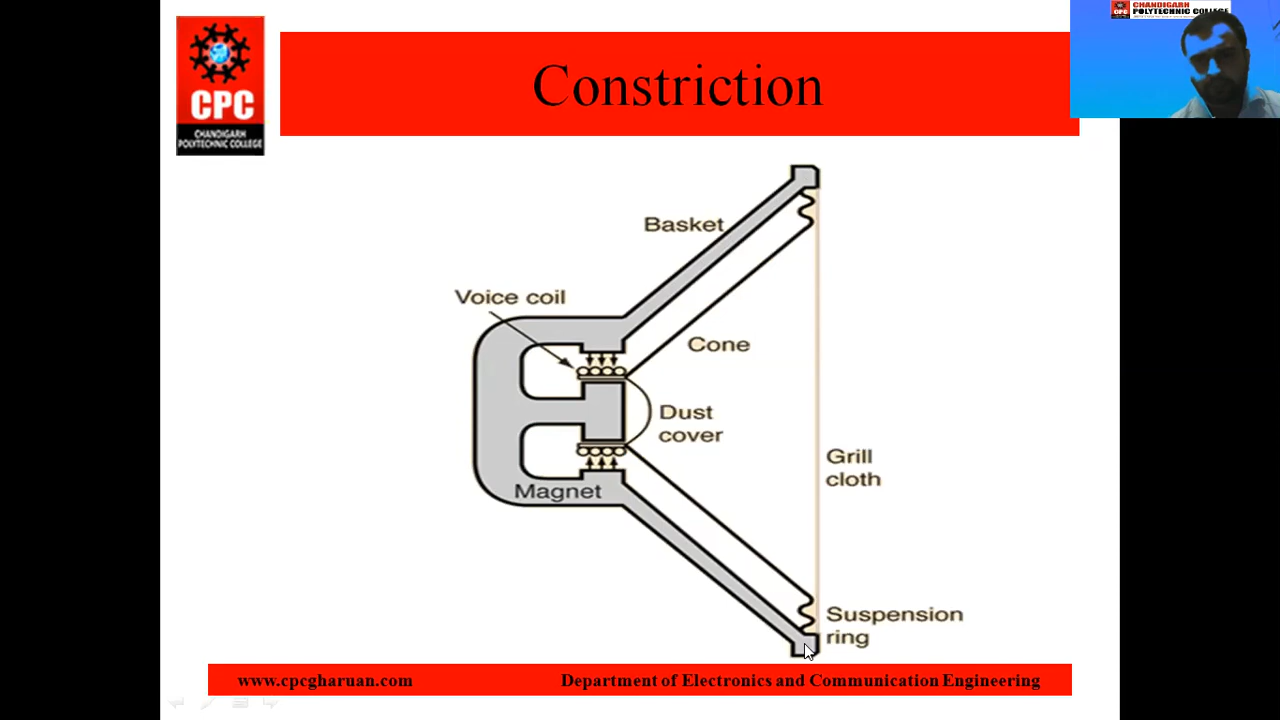 CPC
CHANDIGARH
POLYTECHNIC COLLEGE
Constriction
CPC
CHANDIGARH
POLYTECHNIC COLLEGE
Basket
Voice coil
Cone
Dust
cover
Grill
cloth
Magnet
Suspension
ring
www.cpcgharuan.com
Department of Electronics and Communication Engineering